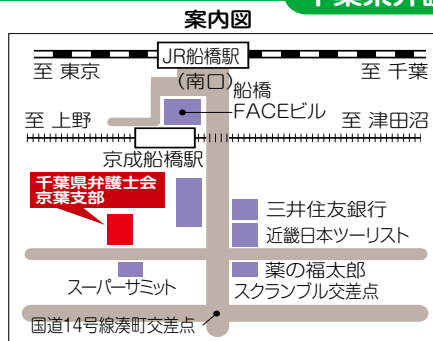 千葉県弁
案内図
JR船橋駅
至 東京
(南口)
至 千葉
船橋
FACEビル
至 上野
至 津田沼
京成船橋駅
千葉県弁護士会
京葉支部
三井住友銀行
近畿日本ツーリスト
スーパーサミット
薬の福太郎
スクランブル交差点
国道14号線湊町交差点